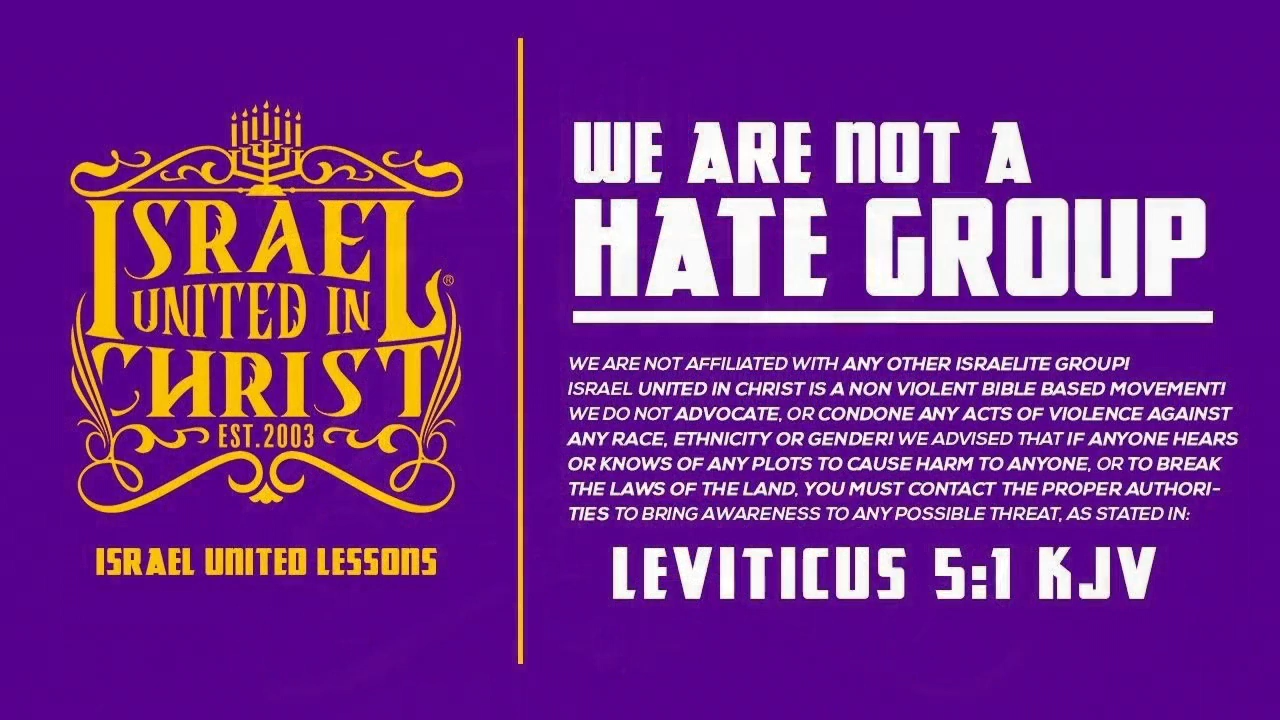 ISRAEL
UNITED IN
CHRIST
®
EST.2003
ISRAEL UNITED LESSONS
WE ARE NOT A
HATE GROUP
WE ARE NOT AFFILIATED WITH ANY OTHER ISRAELITE GROUP!
ISRAEL UNITED IN CHRIST IS A NON VIOLENT BIBLE BASED MOVEMENT!
WE DO NOT ADVOCATE, OR CONDONE ANY ACTS OF VIOLENCE AGAINST
ANY RACE, ETHNICITY OR GENDER! WE ADVISED THAT IF ANYONE HEARS
OR KNOWS OF ANY PLOTS TO CAUSE HARM TO ANYONE, OR TO BREAK
THE LAWS OF THE LAND, YOU MUST CONTACT THE PROPER AUTHORI-
TIES TO BRING AWARENESS TO ANY POSSIBLE THREAT, AS STATED IN:
LEVITICUS 5:1 KJV